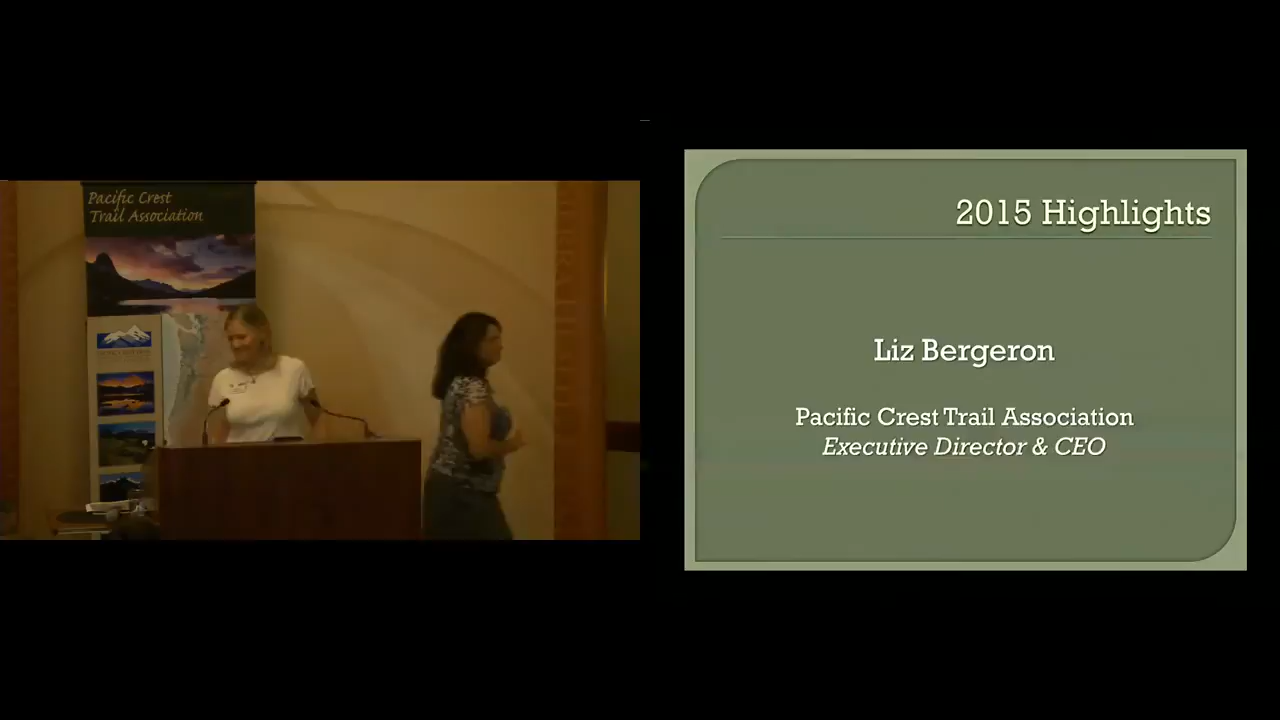 Pacific Crest
Trail Association
2015 Highlights
Liz Bergeron
Pacific Crest Trail Association
Executive Director & CEO